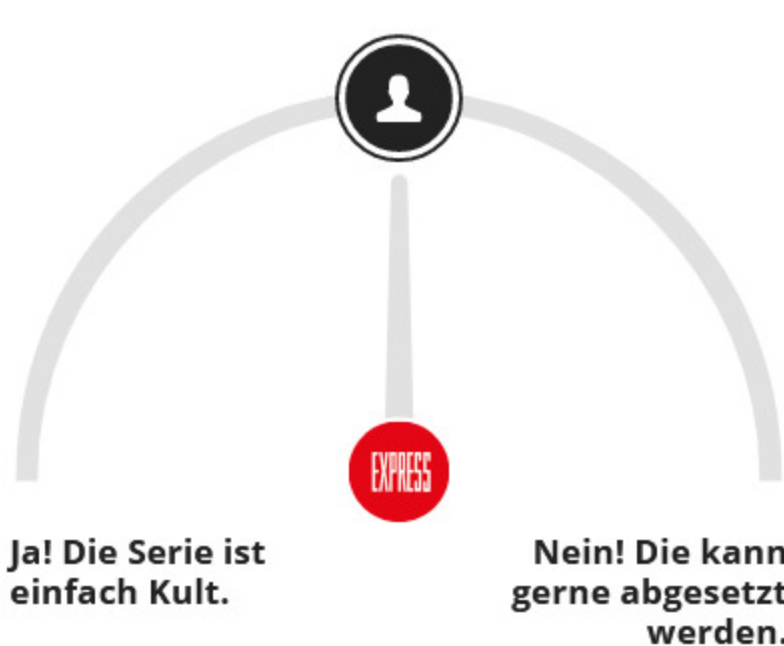 EXPRESS
Ja! Die Serie ist
einfach Kult.
Nein! Die kann
gerne abgesetzt
werden.